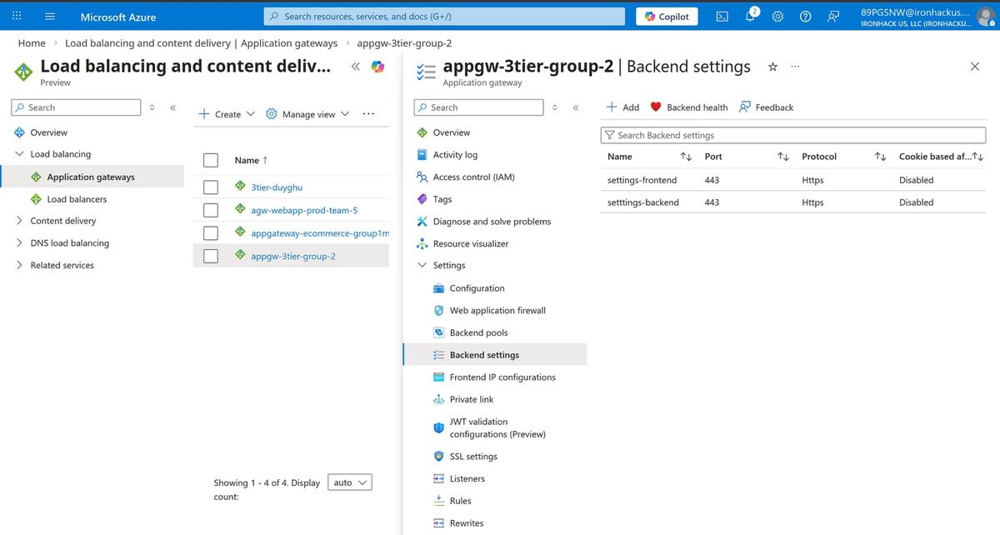 Microsoft Azure
Search resources, services, and docs (G+/)
Copilot
2
89PGSNW@ironhackus....
IRONHACK US, LLC (IRONHACKU...
Home > Load balancing and content delivery | Application gateways > appgw-3tier-group-2
Load balancing and content deliv...
Preview
Search
Overview
Load balancing
Application gateways
Load balancers
Content delivery
DNS load balancing
Related services
Create
Manage view
...
Name ↑
3tier-duyghu
agw-webapp-prod-team-5
appgateway-ecommerce-group1m
appgw-3tier-group-2
Showing 1 - 4 of 4. Display
count:
auto
appgw-3tier-group-2 | Backend settings
...
Application gateway
Search
Overview
Activity log
Access control (IAM)
Tags
Diagnose and solve problems
Resource visualizer
Settings
Configuration
Web application firewall
Backend pools
Backend settings
Frontend IP configurations
Private link
JWT validation
configurations (Preview)
SSL settings
Listeners
Rules
Rewrites
Add
Backend health
Feedback
Search Backend settings
Name ↑↓ Port ↑↓ Protocol ↑↓ Cookie based af...↑↓
settings-frontend 443 Https Disabled
setttings-backend 443 Https Disabled